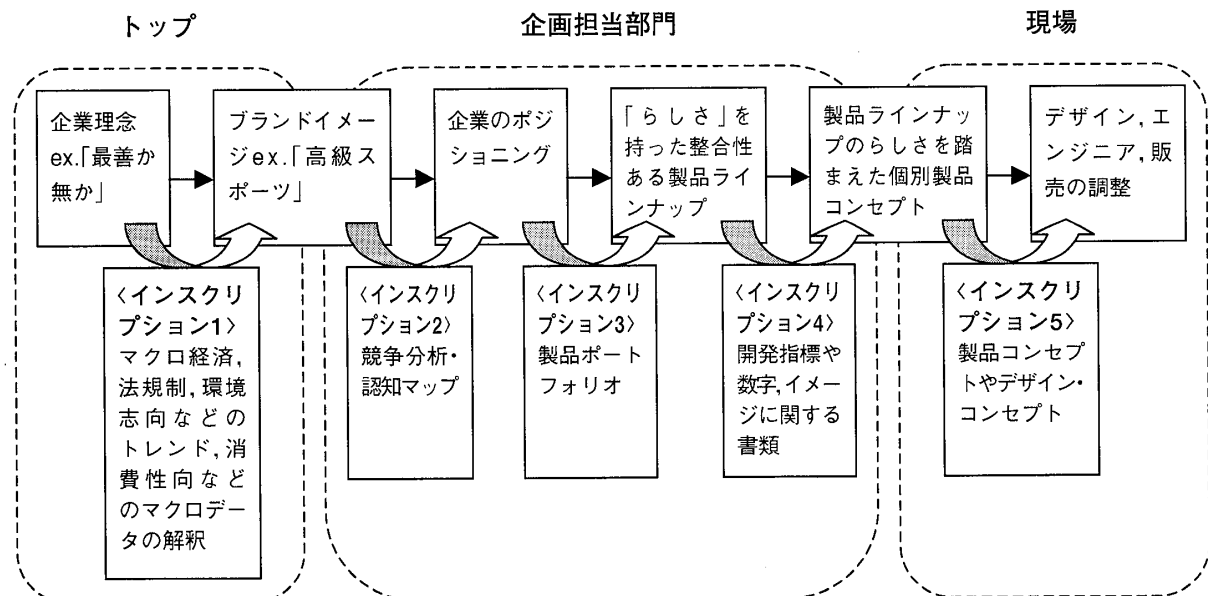 トップ
企画担当部門
現場
企業理念
ex.「最善か
無か」
ブランドイメー
ジex.「高級ス
ポーツ」
企業のポジ
ショニング
「らしさ」を
持った整合性
ある製品ライ
ンナップ
製品ラインナッ
プのらしさを踏
まえた個別製品
コンセプト
デザイン,エ
ンジニア,販
売の調整
〈インスクリ
プション1〉
マクロ経済,
法規制,環境
志向などの
トレンド,消
費性向など
のマクロデー
タの解釈
〈インスクリ
プション2〉
競争分析・
認知マップ
〈インスクリ
プション3〉
製品ポート
フォリオ
〈インスクリ
プション4〉
開発指標や
数字,イメー
ジに関する
書類
〈インスクリ
プション5〉
製品コンセプ
トやデザイン・
コンセプト